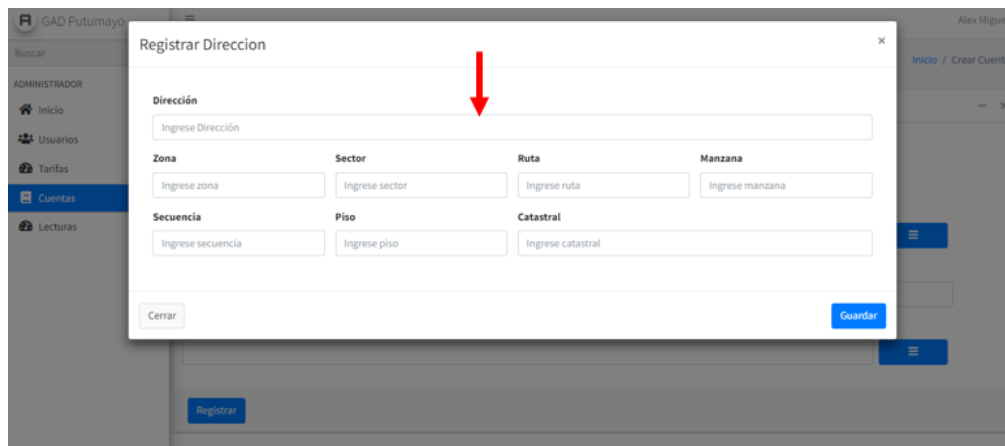 GAD Putumayo
Alex Migue
Buscar
Inicio / Crear Cuent
ADMINISTRADOR
Inicio
Usuarios
Tarifas
Cuentas
Lecturas
Registrar Direccion
×
Dirección
Ingrese Dirección
Zona Sector Ruta Manzana
Ingrese zona Ingrese sector Ingrese ruta Ingrese manzana
Secuencia Piso Catastral
Ingrese secuencia Ingrese piso Ingrese catastral
Cerrar Guardar
Registrar